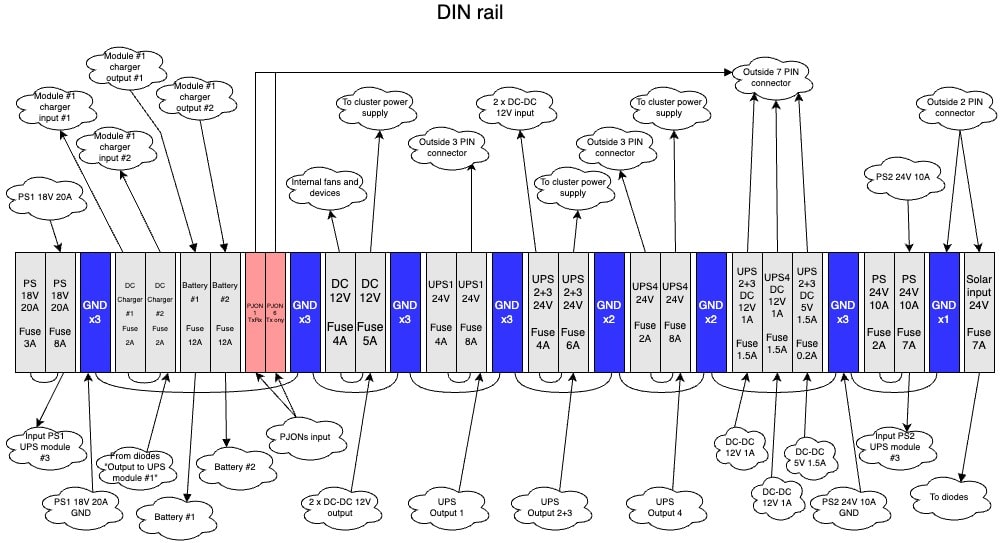 DIN rail
Module #1
charger
output #1
Module #1
charger
input #1
Module #1
charger
output #2
Module #1
charger
input #2
PS1 18V 20A
To cluster power
supply
Internal fans and
devices
Outside 3 PIN
connector
2 x DC-DC
12V input
To cluster power
supply
Outside 3 PIN
connector
To cluster power
supply
Outside 7 PIN
connector
PS2 24V 10A
Outside 2 PIN
connector
PS
18V
20A
Fuse
3A
PS
18V
20A
Fuse
8A
GND
x3
DC
Charger
#1
Fuse
2A
DC
Charger
#2
Fuse
2A
Battery
#1
Fuse
12A
Battery
#2
Fuse
12A
PJON
1
TxRx
PJON
6
Tx ony
GND
x3
DC
12V
Fuse
4A
DC
12V
Fuse
5A
GND
x3
UPS1
24V
Fuse
4A
UPS1
24V
Fuse
8A
GND
x3
UPS
2+3
24V
Fuse
4A
UPS
2+3
24V
Fuse
6A
GND
x2
UPS4
24V
Fuse
2A
UPS4
24V
Fuse
8A
GND
x2
UPS
2+3
DC
12V
1A
Fuse
1.5A
UPS4
DC
12V
1A
Fuse
1.5A
UPS
2+3
DC
5V
1.5A
Fuse
0.2A
GND
x3
PS
24V
10A
Fuse
2A
PS
24V
10A
Fuse
7A
GND
x1
Solar
input
24V
Fuse
7A
Input PS1
UPS module
#3
PS1 18V 20A
GND
From diodes
"Output to UPS
module #1"
Battery #1
Battery #2
PJONs input
2 x DC-DC 12V
output
UPS
Output 1
UPS
Output 2+3
UPS
Output 4
DC-DC
12V 1A
DC-DC
12V 1A
DC-DC
5V 1.5A
PS2 24V 10A
GND
Input PS2
UPS module
#3
To diodes